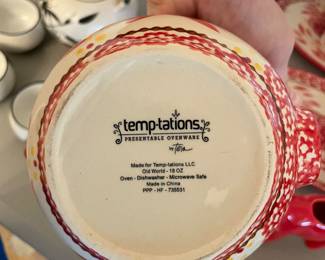 temp-tations.
PRESENTABLE OVENWARE
by Tara
Made for Temp-tations LLC
Old World - 18 OZ
Oven - Dishwasher - Microwave Safe
Made in China
PPP - HF - 735531